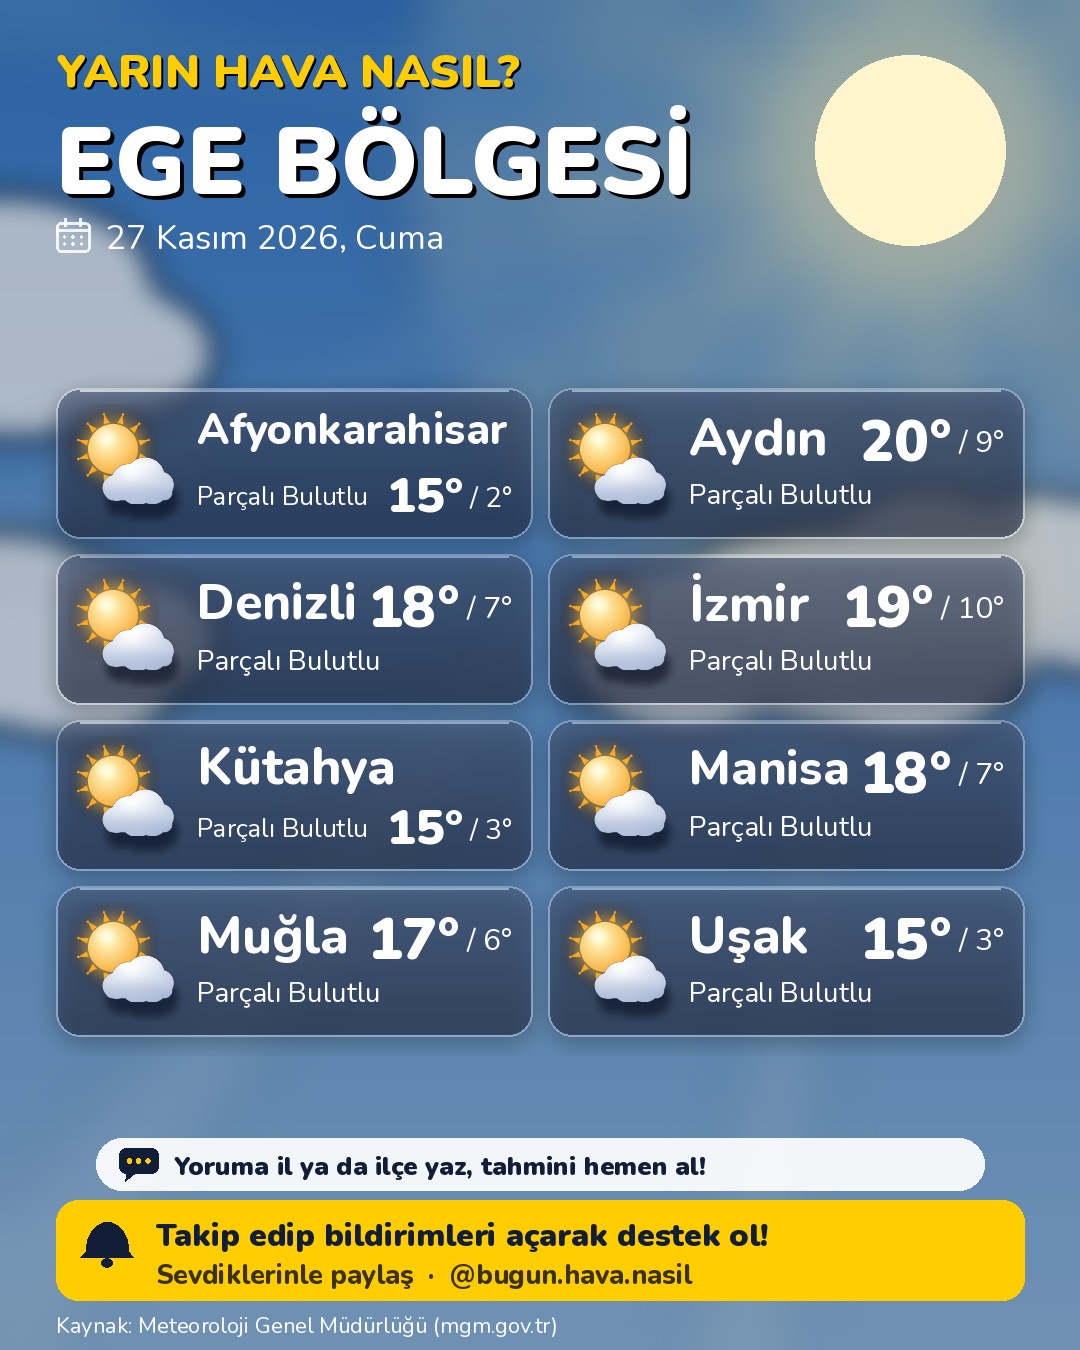 YARIN HAVA NASIL?
EGE BÖLGESİ
27 Kasım 2026, Cuma
Afyonkarahisar
Parçalı Bulutlu 15° / 2°
Aydın 20° / 9°
Parçalı Bulutlu
Denizli 18° / 7°
Parçalı Bulutlu
İzmir 19° / 10°
Parçalı Bulutlu
Kütahya
Parçalı Bulutlu 15° / 3°
Manisa 18° / 7°
Parçalı Bulutlu
Muğla 17° / 6°
Parçalı Bulutlu
Uşak 15° / 3°
Parçalı Bulutlu
Yoruma il ya da ilçe yaz, tahmini hemen al!
Takip edip bildirimleri açarak destek ol!
Sevdiklerinle paylaş · @bugun.hava.nasil
Kaynak: Meteoroloji Genel Müdürlüğü (mgm.gov.tr)